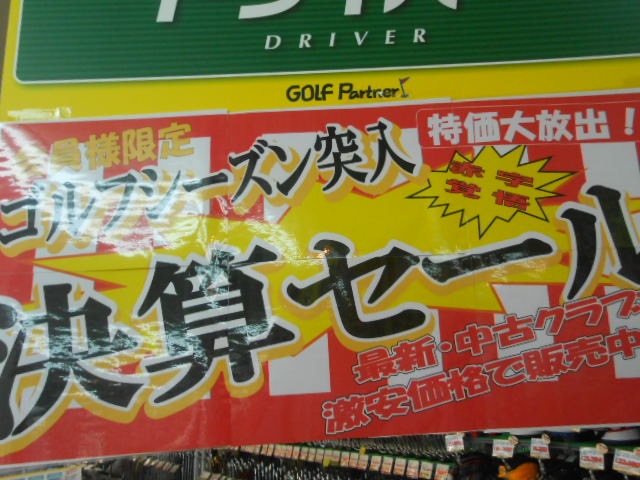 DRIVER
GOLF Partner
会員様限定
特価大放出！
ゴルフシーズン突入
赤字
覚悟
決算セール
最新・中古クラブ
激安価格で販売中